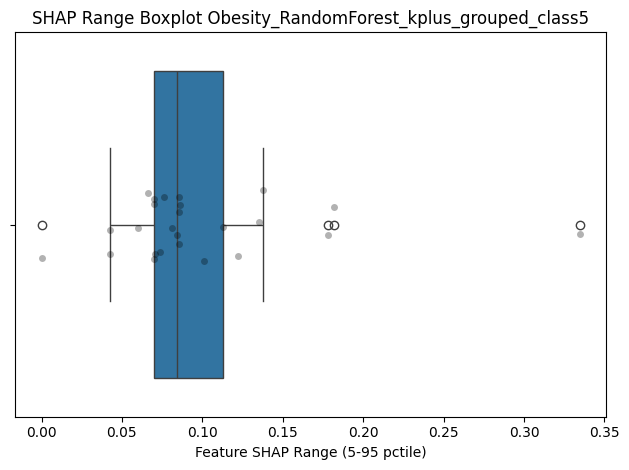 SHAP Range Boxplot Obesity_RandomForest_kplus_grouped_class5
0.00 0.05 0.10 0.15 0.20 0.25 0.30 0.35
Feature SHAP Range (5-95 pctile)